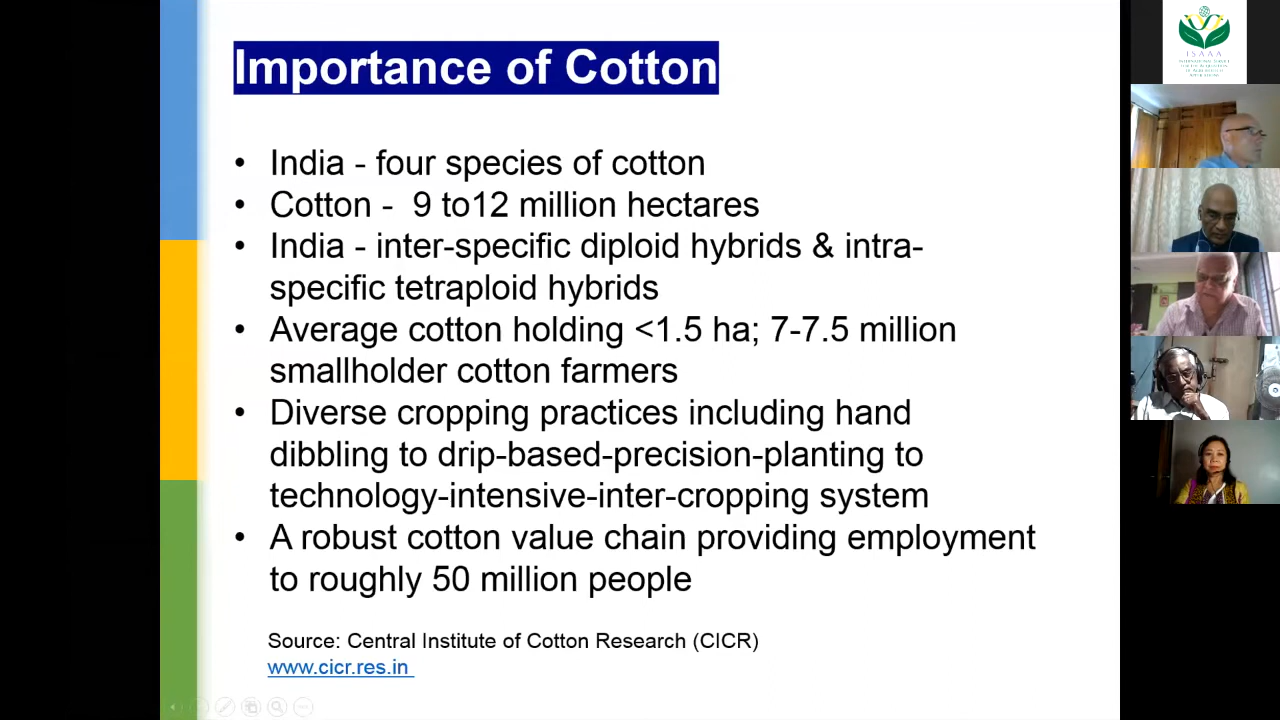 Importance of Cotton
• India - four species of cotton
• Cotton -  9 to12 million hectares
• India - inter-specific diploid hybrids & intra-
specific tetraploid hybrids
• Average cotton holding <1.5 ha; 7-7.5 million
smallholder cotton farmers
• Diverse cropping practices including hand
dibbling to drip-based-precision-planting to
technology-intensive-inter-cropping system
• A robust cotton value chain providing employment
to roughly 50 million people
Source: Central Institute of Cotton Research (CICR)
www.cicr.res.in
ISAAA